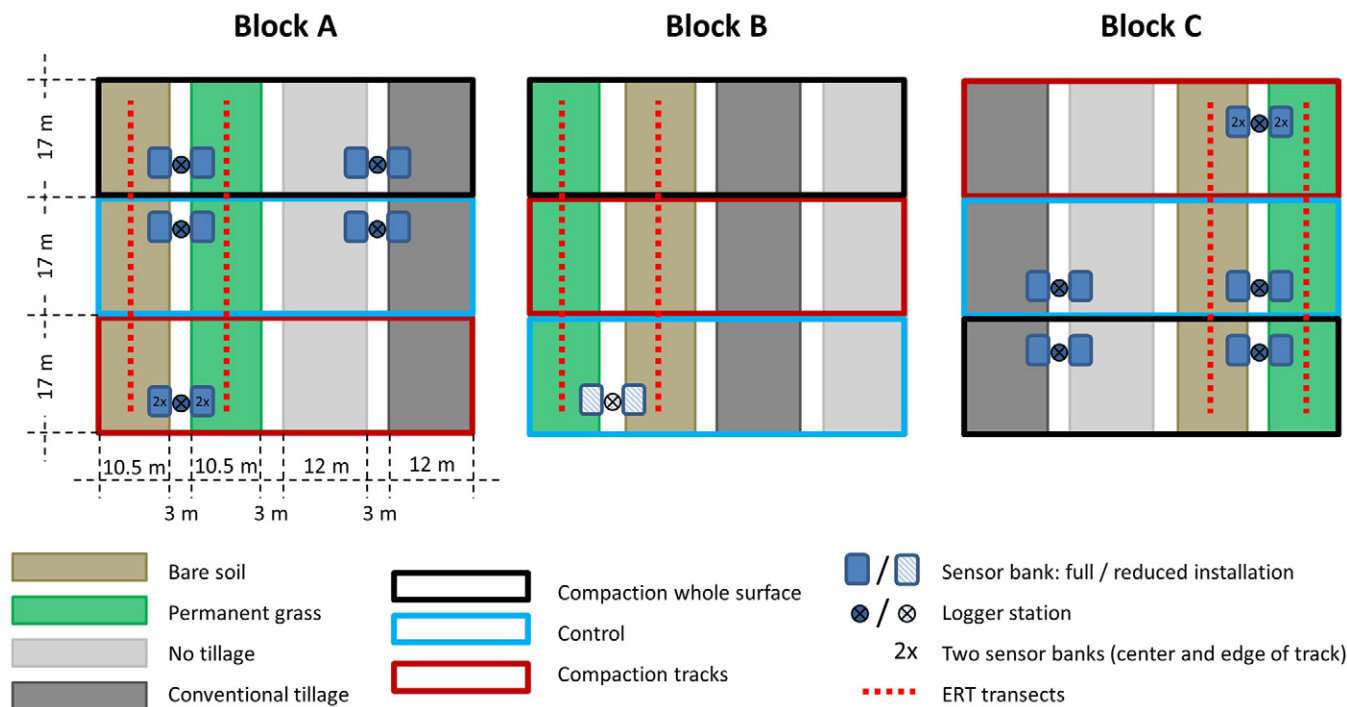 Block A
Block B
Block C
17 m
17 m
17 m
2x
2x
2x
2x
10.5 m
10.5 m
12 m
12 m
3 m
3 m
3 m
Bare soil
Permanent grass
No tillage
Conventional tillage
Compaction whole surface
Control
Compaction tracks
/
Sensor bank: full / reduced installation
/
Logger station
2x
Two sensor banks (center and edge of track)
ERT transects